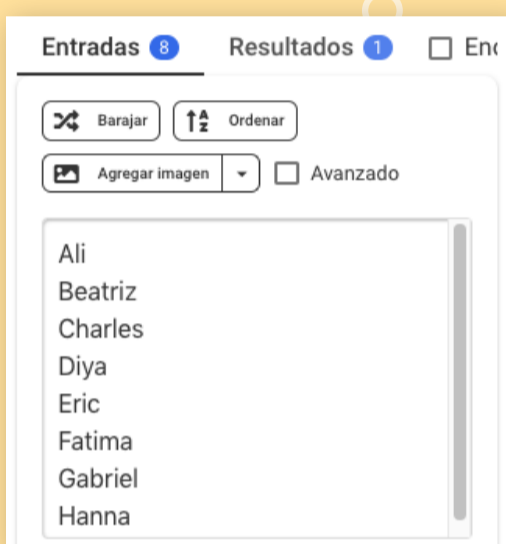 Entradas 8 Resultados 1
Barajar Ordenar
Agregar imagen Avanzado
Ali
Beatriz
Charles
Diya
Eric
Fatima
Gabriel
Hanna